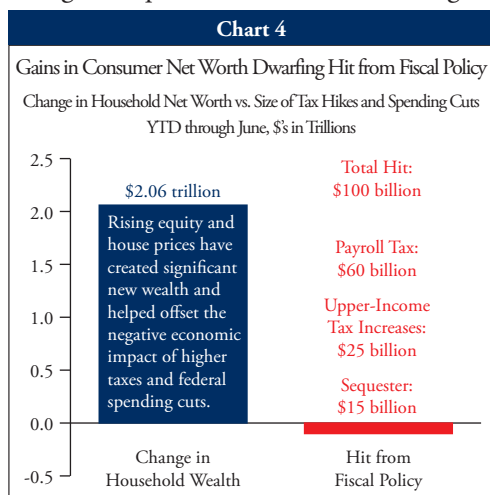 Chart 4
Gains in Consumer Net Worth Dwarfing Hit from Fiscal Policy
Change in Household Net Worth vs. Size of Tax Hikes and Spending Cuts
YTD through June, $'s in Trillions
2.5
2.0
1.5
1.0
0.5
0.0
-0.5
$2.06 trillion
Rising equity and
house prices have
created significant
new wealth and
helped offset the
negative economic
impact of higher
taxes and federal
spending cuts.
Total Hit:
$100 billion
Payroll Tax:
$60 billion
Upper-Income
Tax Increases:
$25 billion
Sequester:
$15 billion
Change in
Household Wealth
Hit from
Fiscal Policy